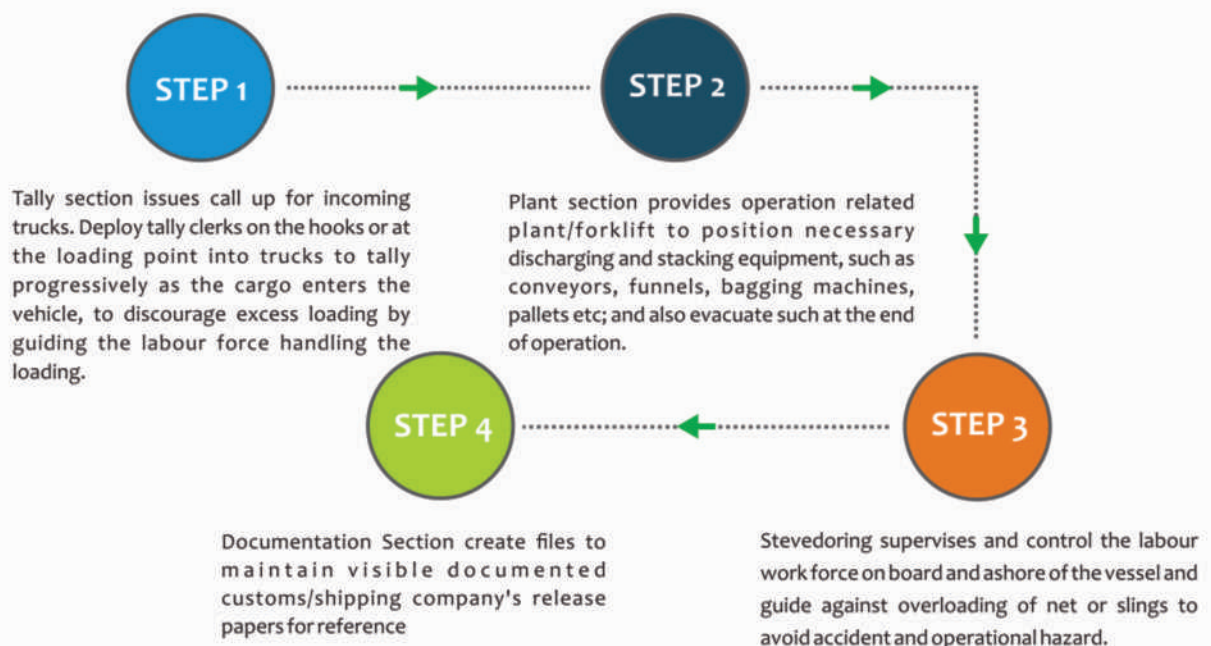 STEP 1
STEP 2
Tally section issues call up for incoming
trucks. Deploy tally clerks on the hooks or at
the loading point into trucks to tally
progressively as the cargo enters the
vehicle, to discourage excess loading by
guiding the labour force handling the
loading.
Plant section provides operation related
plant/forklift to position necessary
discharging and stacking equipment, such as
conveyors, funnels, bagging machines,
pallets etc; and also evacuate such at the end
of operation.
STEP 3
Stevedoring supervises and control the labour
work force on board and ashore of the vessel and
guide against overloading of net or slings to
avoid accident and operational hazard.
STEP 4
Documentation Section create files to
maintain visible documented
customs/shipping company's release
papers for reference